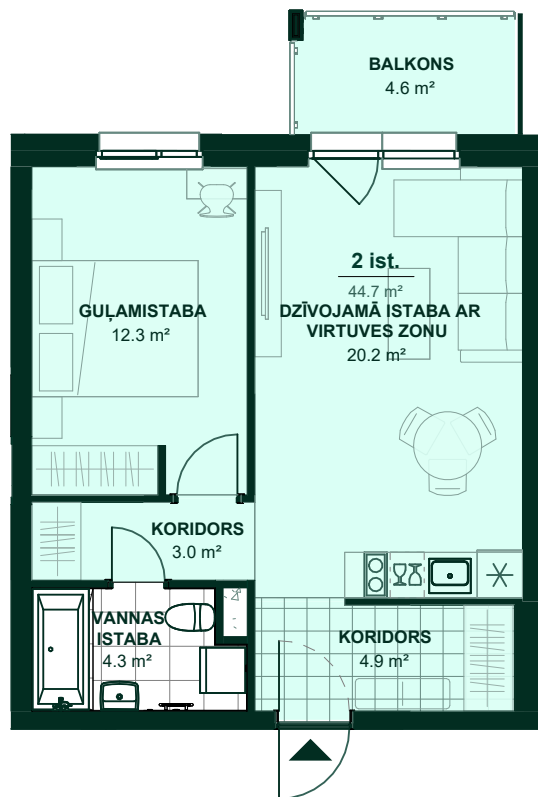 BALKONS
4.6 m²
2 ist.
44.7 m²
GUĻAMISTABA
12.3 m²
DZĪVOJAMĀ ISTABA AR
VIRTUVES ZONU
20.2 m²
KORIDORS
3.0 m²
VANNAS
ISTABA
4.3 m²
KORIDORS
4.9 m²